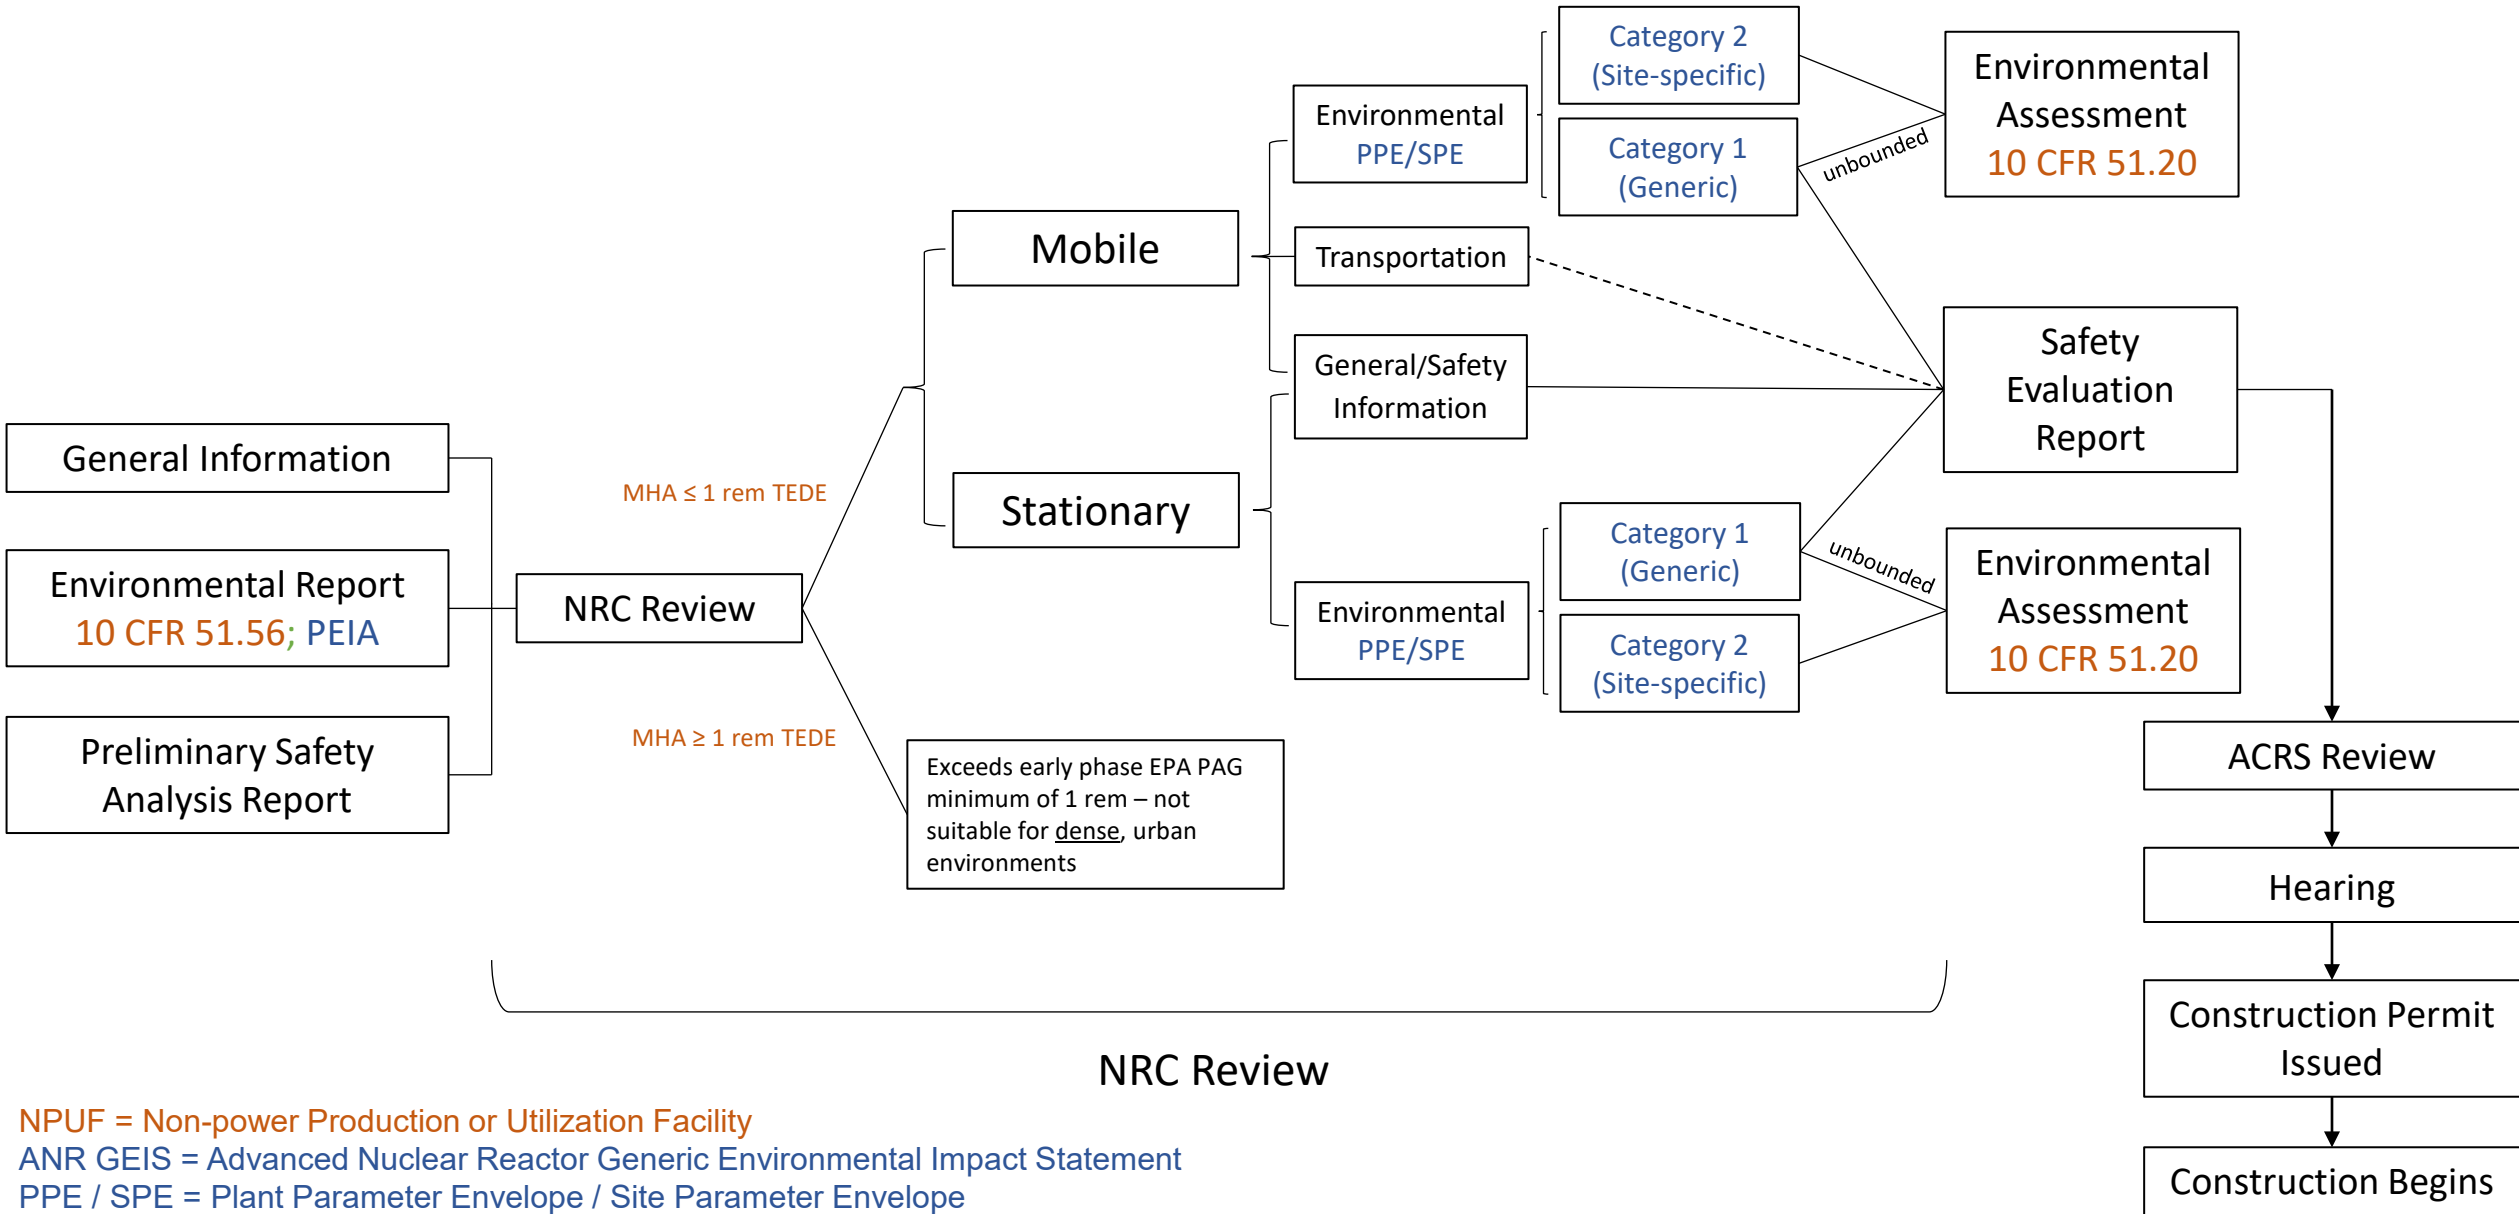 General Information
Environmental Report
10 CFR 51.56; PEIA
Preliminary Safety
Analysis Report
NRC Review
MHA ≤ 1 rem TEDE
MHA ≥ 1 rem TEDE
Mobile
Stationary
Exceeds early phase EPA PAG
minimum of 1 rem – not
suitable for dense, urban
environments
Environmental
PPE/SPE
Transportation
General/Safety
Information
Environmental
PPE/SPE
Category 2
(Site-specific)
Category 1
(Generic)
Category 1
(Generic)
Category 2
(Site-specific)
unbounded
unbounded
Environmental
Assessment
10 CFR 51.20
Safety
Evaluation
Report
Environmental
Assessment
10 CFR 51.20
ACRS Review
Hearing
Construction Permit
Issued
Construction Begins
NRC Review
NPUF = Non-power Production or Utilization Facility
ANR GEIS = Advanced Nuclear Reactor Generic Environmental Impact Statement
PPE / SPE = Plant Parameter Envelope / Site Parameter Envelope